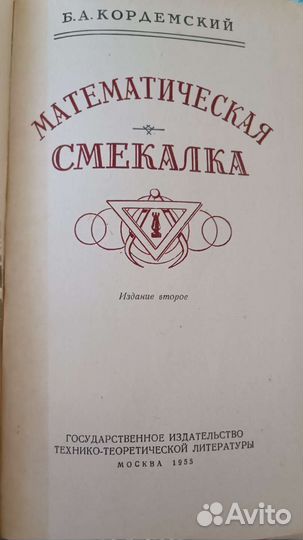 Б. А. КОРДЕМСКИЙ
МАТЕМАТИЧЕСКАЯ
СМЕКАЛКА
Издание второе
ГОСУДАРСТВЕННОЕ ИЗДАТЕЛЬСТВО
ТЕХНИКО-ТЕОРЕТИЧЕСКОЙ ЛИТЕРАТУРЫ
МОСКВА 1955
Avito